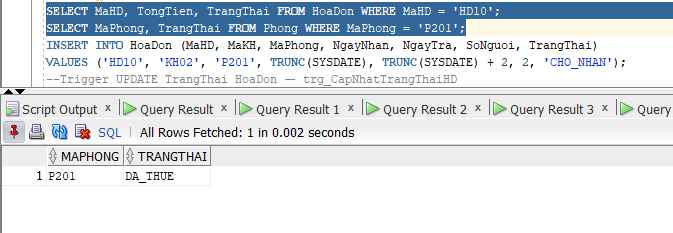 SELECT MaHD, TongTien, TrangThai FROM HoaDon WHERE MaHD = 'HD10';
SELECT MaPhong, TrangThai FROM Phong WHERE MaPhong = 'P201';
INSERT INTO HoaDon (MaHD, MaKH, MaPhong, NgayNhan, NgayTra, SoNguoi, TrangThai)
VALUES ('HD10', 'KH02', 'P201', TRUNC(SYSDATE), TRUNC(SYSDATE) + 2, 2, 'CHO_NHAN');
--Trigger UPDATE TrangThai HoaDon — trg_CapNhatTrangThaiHD
Script Output x Query Result x Query Result 1 x Query Result 2 x Query Result 3 x Query
SQL | All Rows Fetched: 1 in 0.002 seconds
MAPHONG TRANGTHAI
1 P201 DA_THUE